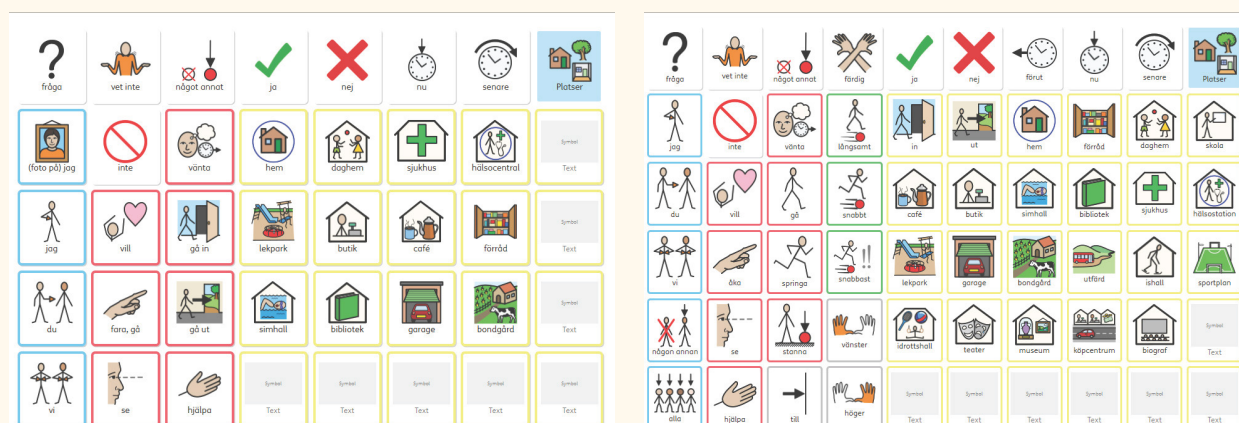 fråga vet inte något annat ja nej nu senare Platser
(foto på) jag inte vänta hem daghem sjukhus hälsocentral Symbol Text
jag vill gå in lekpark butik café förråd Symbol Text
du fara, gå gå ut simhall bibliotek garage bondgård Symbol Text
vi se hjälpa Symbol Text Symbol Text Symbol Text Symbol Text Symbol Text
fråga vet inte något annat färdig ja nej förut nu senare Platser
jag inte vänta långsamt in ut hem förråd daghem skola
du vill gå snabbt café butik simhall bibliotek sjukhus hälsostation
vi åka springa snabbast lekpark garage bondgård utfärd ishall sportplan
någon annan se stanna vänster idrottshall teater museum köpcentrum biograf Symbol Text
alla hjälpa till höger Symbol Text Symbol Text Symbol Text Symbol Text Symbol Text Symbol Text